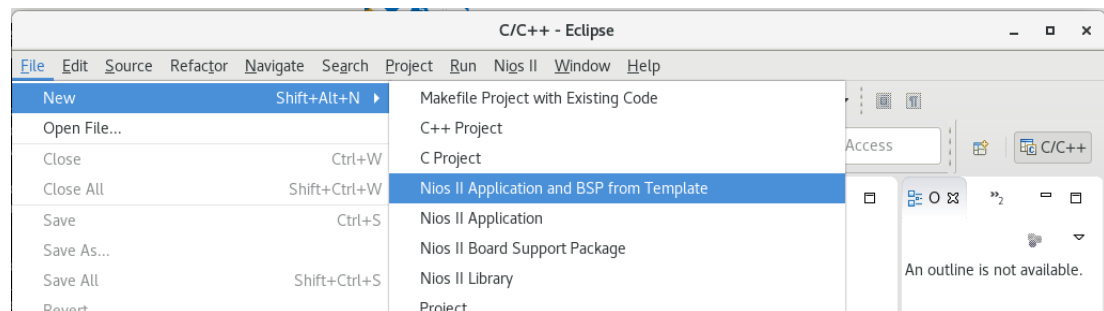 C/C++ - Eclipse
File Edit Source Refactor Navigate Search Project Run Nios II Window Help
New Shift+Alt+N
Makefile Project with Existing Code
Open File...
C++ Project
Close Ctrl+W
C Project
Access
C/C++
Close All Shift+Ctrl+W
Nios II Application and BSP from Template
O
»2
Save Ctrl+S
Nios II Application
Save As...
Nios II Board Support Package
Save All Shift+Ctrl+S
Nios II Library
An outline is not available.
Revert
Project